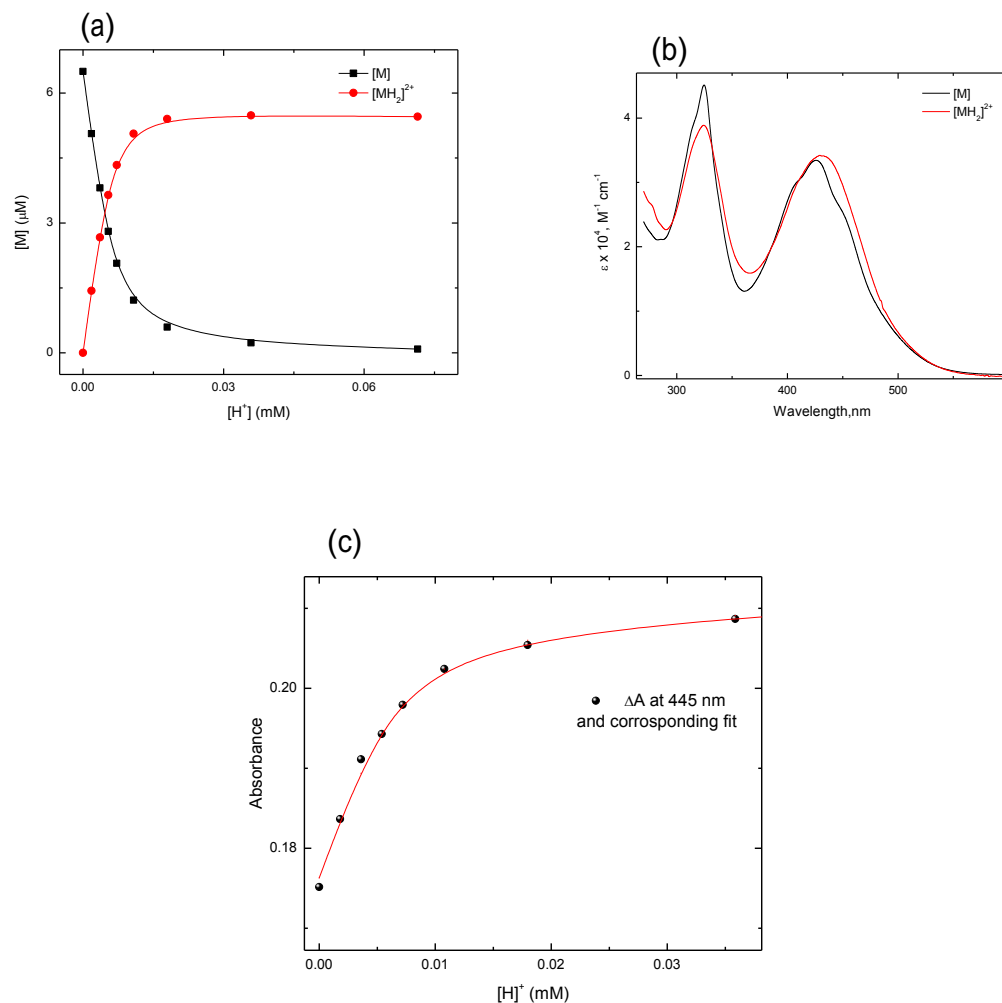 (a)
[M]
[MH₂]²⁺
6
3
0
[M] (μM)
0.00
0.03
0.06
[H⁺] (mM)
(b)
[M]
[MH₂]²⁺
4
2
0
ε x 10⁴, M⁻¹ cm⁻¹
300
400
500
Wavelength,nm
(c)
0.20
0.18
Absorbance
ΔA at 445 nm
and corrosponding fit
0.00
0.01
0.02
0.03
[H]⁺ (mM)